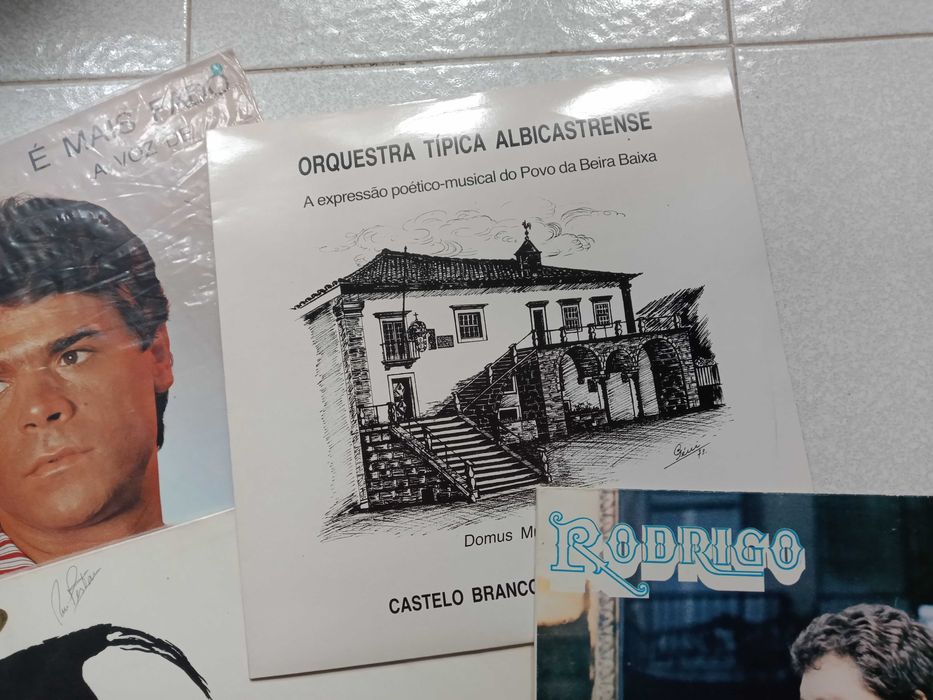 É MAIS FADO
A VOZ DE
ORQUESTRA TÍPICA ALBICASTRENSE
A expressão poético-musical do Povo da Beira Baixa
Domus
CASTELO BRANCO
RODRIGO